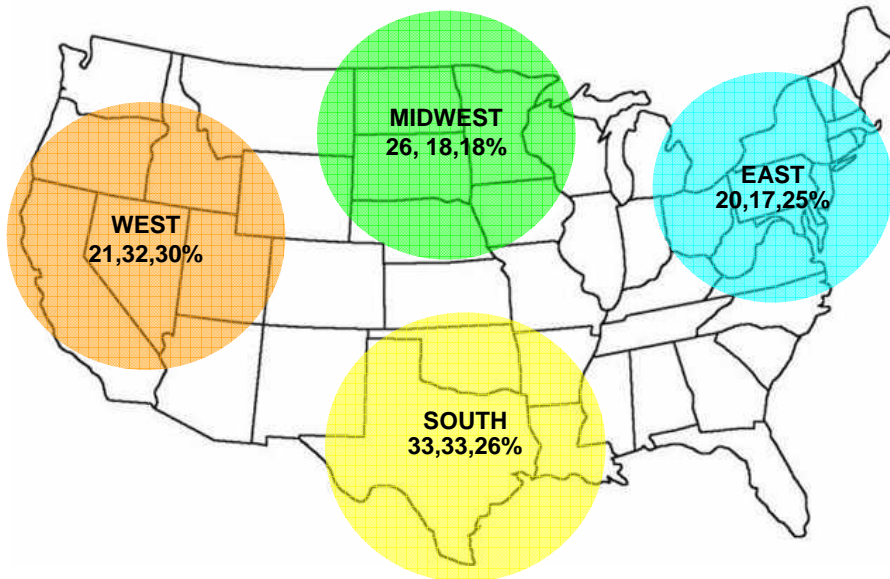 MIDWEST
26, 18,18%
EAST
20,17,25%
WEST
21,32,30%
SOUTH
33,33,26%